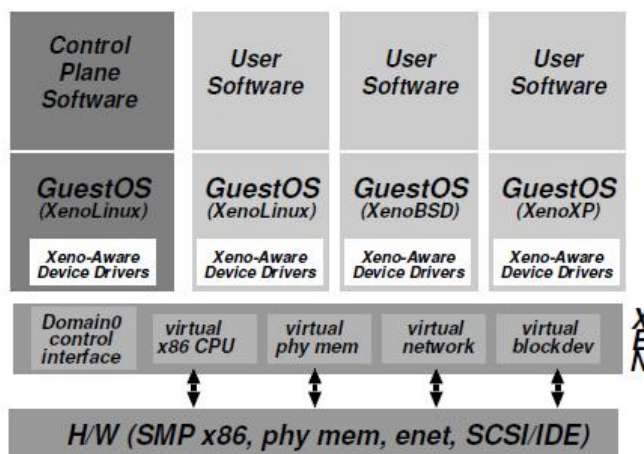 Control
Plane
Software
User
Software
User
Software
User
Software
GuestOS
(XenoLinux)
Xeno-Aware
Device Drivers
GuestOS
(XenoLinux)
Xeno-Aware
Device Drivers
GuestOS
(XenoBSD)
Xeno-Aware
Device Drivers
GuestOS
(XenoXP)
Xeno-Aware
Device Drivers
Domain0
control
interface
virtual
x86 CPU
virtual
phy mem
virtual
network
virtual
blockdev
X
E
N
H/W (SMP x86, phy mem, enet, SCSI/IDE)